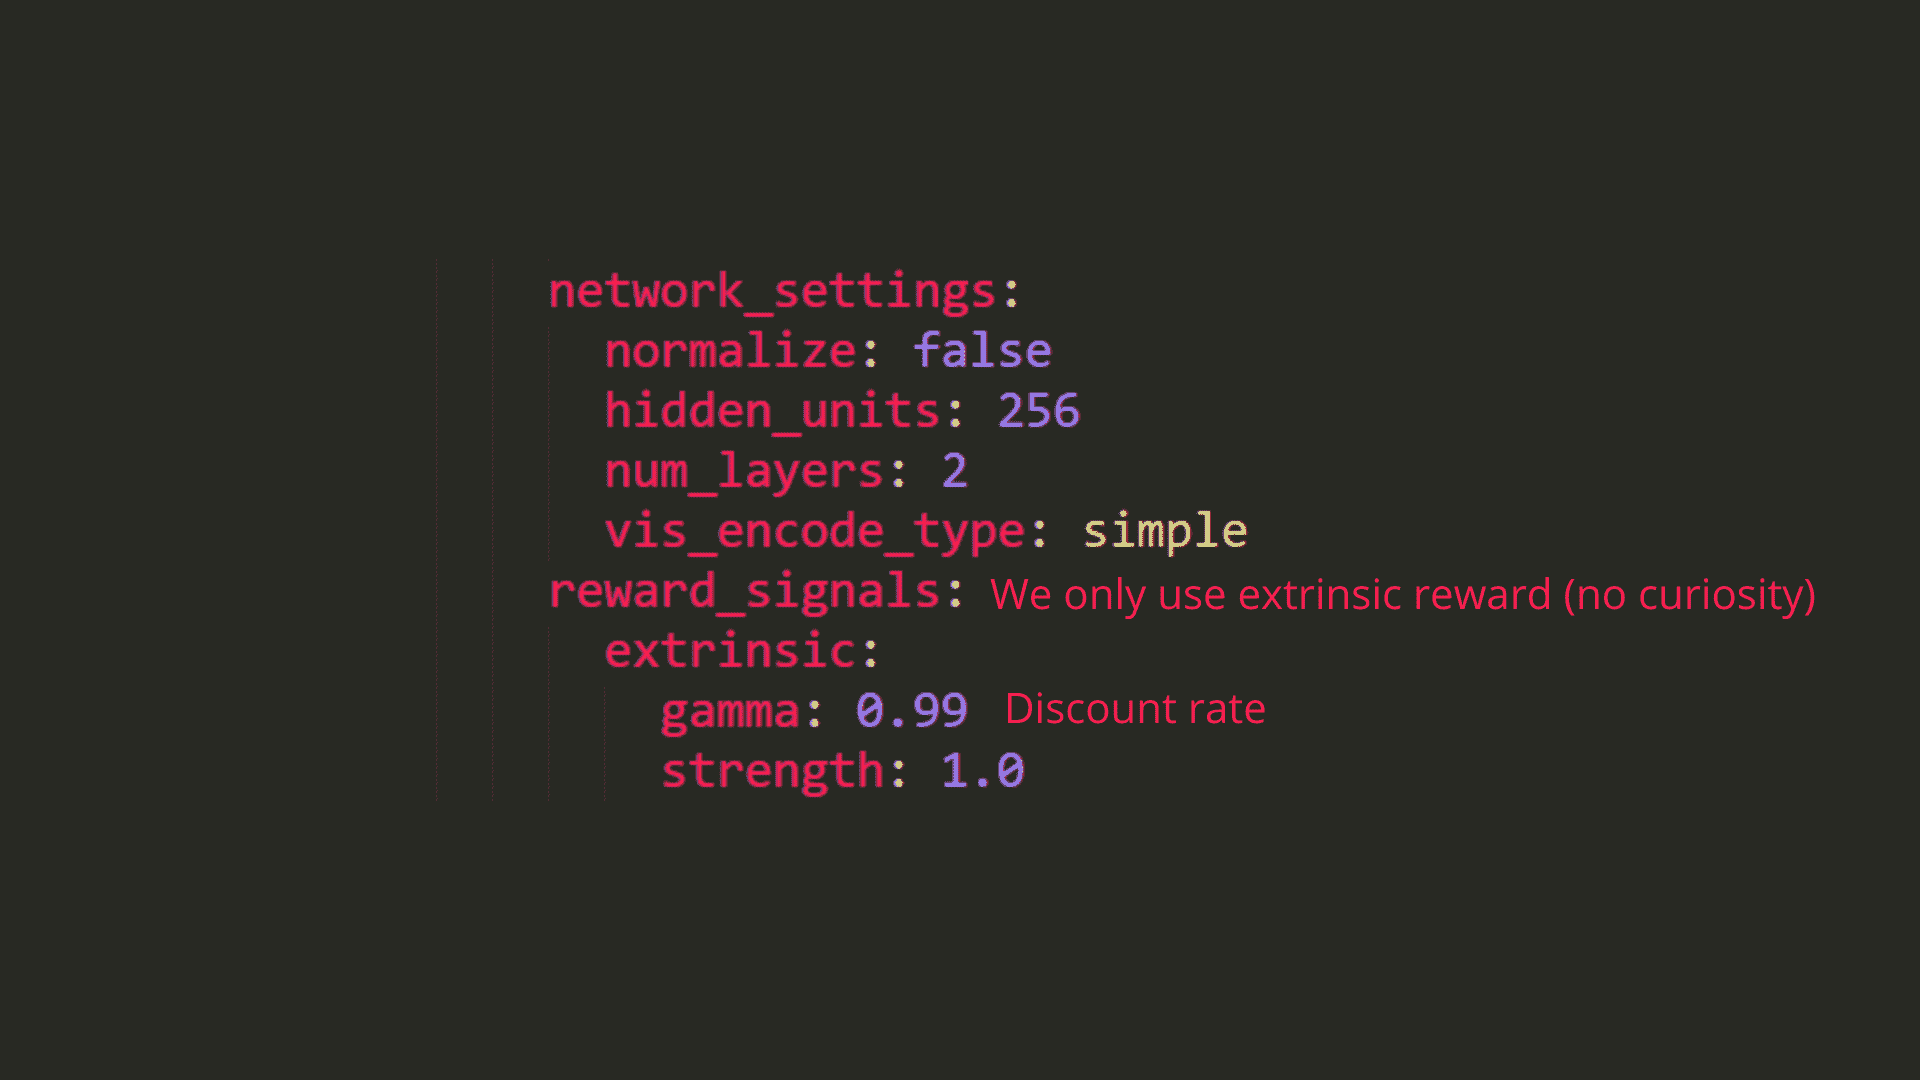 network_settings:
normalize: false
hidden_units: 256
num_layers: 2
vis_encode_type: simple
reward_signals: We only use extrinsic reward (no curiosity)
extrinsic:
gamma: 0.99 Discount rate
strength: 1.0